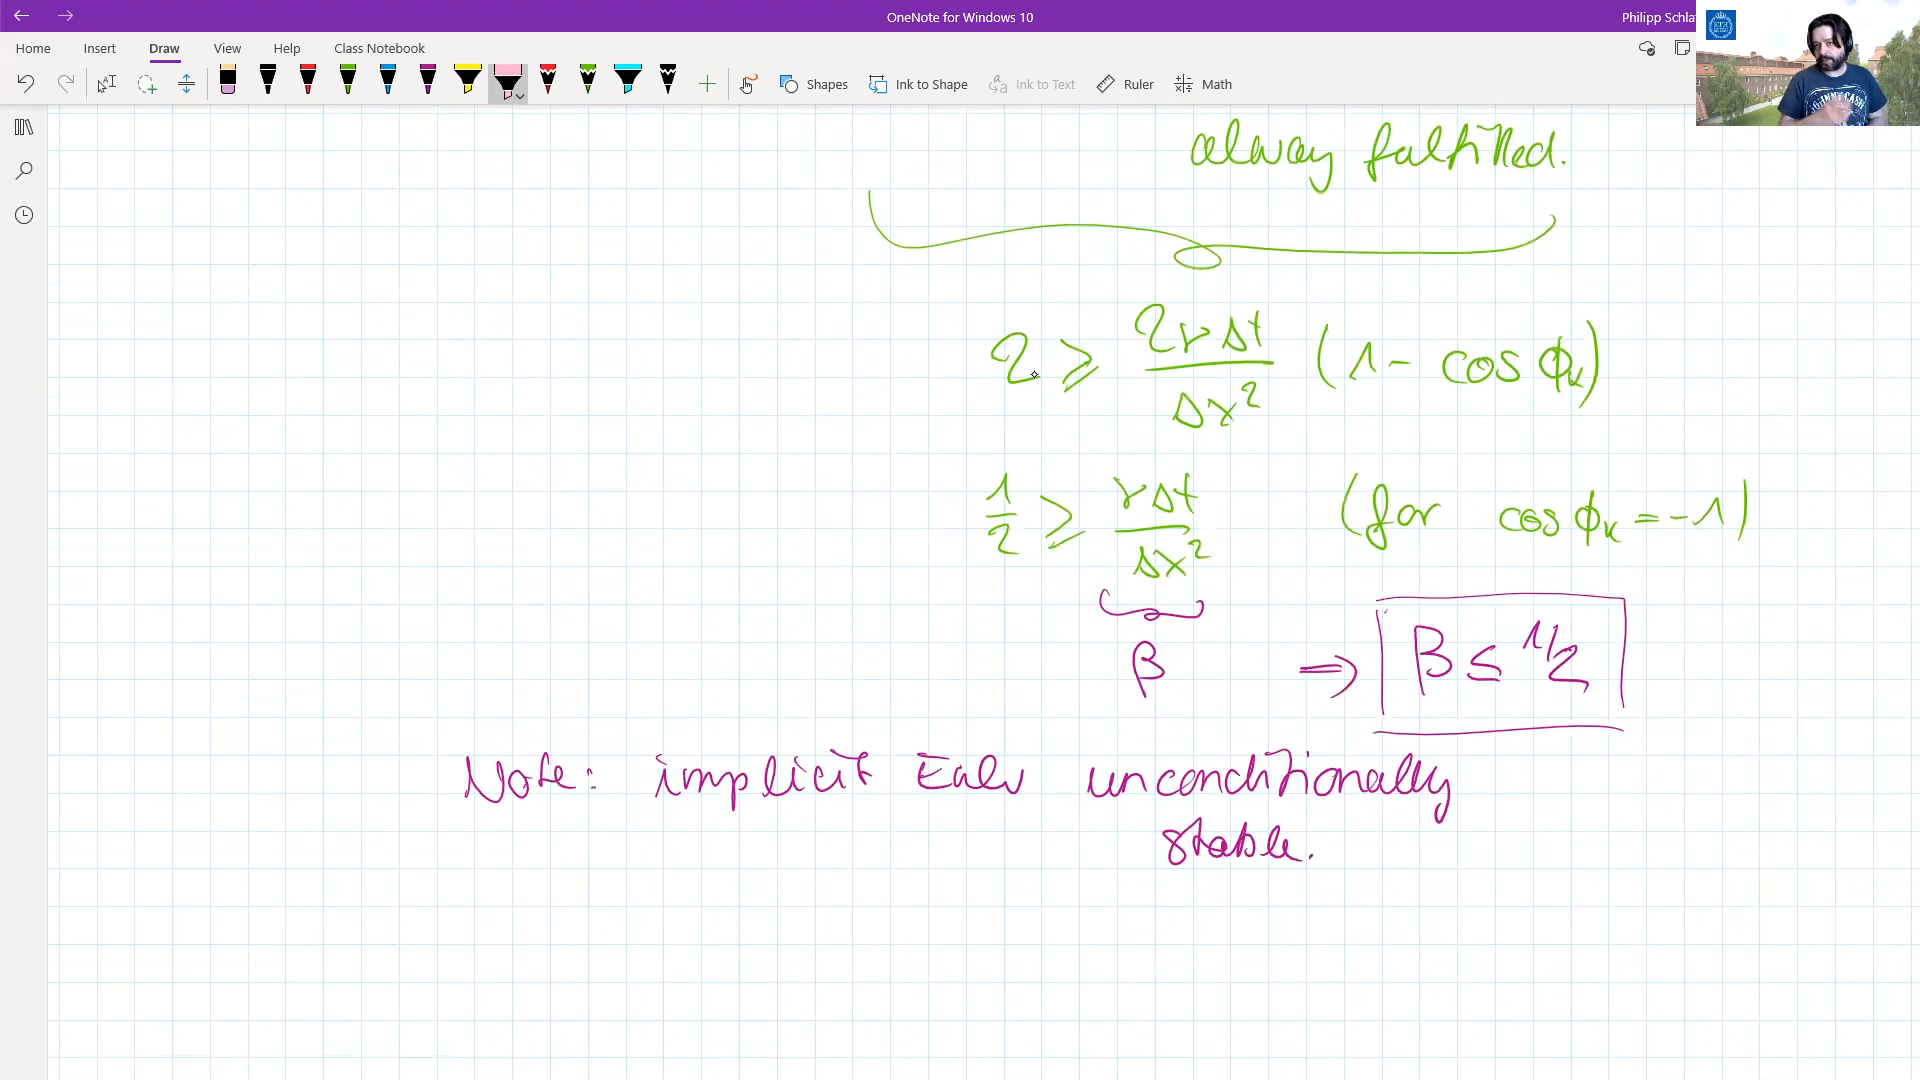 OneNote for Windows 10
Philipp Schla
Home Insert Draw View Help Class Notebook
Shapes Ink to Shape Ink to Text Ruler Math
alway fulfilled.
2 ≥ 2νΔt/Δx² (1 - cos ϕₖ)
1/2 ≥ νΔt/Δx² (for cos ϕₖ = -1)
β ⇒ β ≤ 1/2
Note: implicit Euler unconditionally
stable.